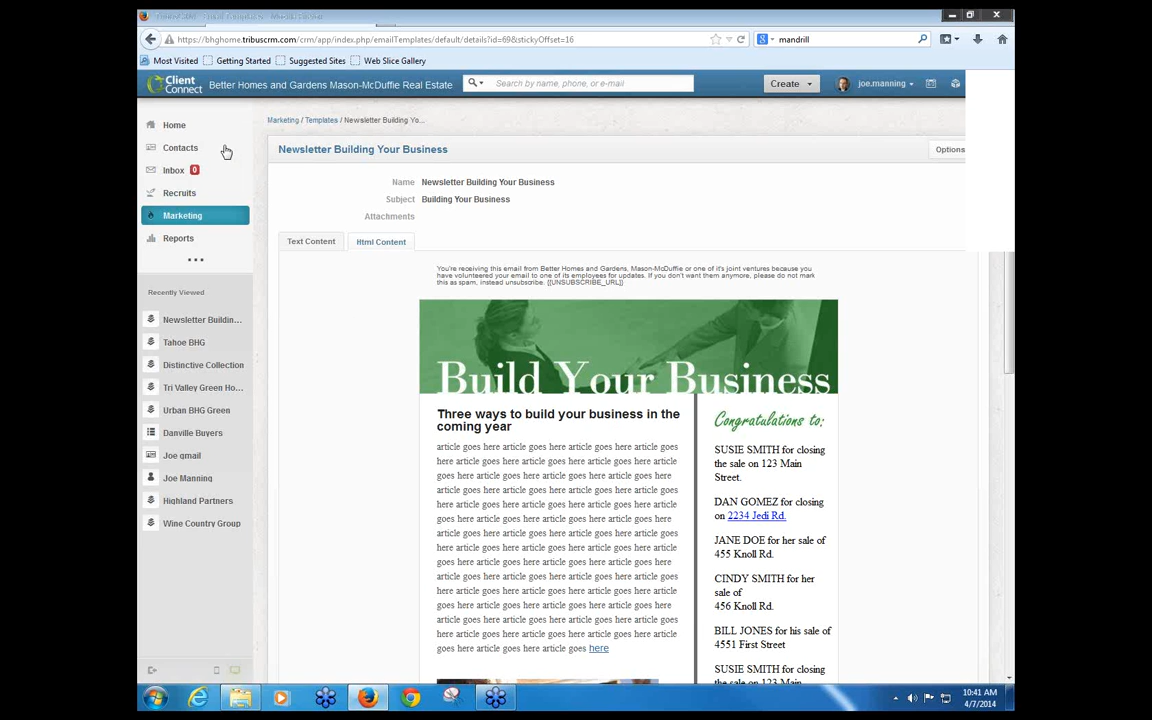 https://bhghome.tribuscrm.com/crm/app/index.php/emailTemplates/default/details?id=69&stickyOffset=16
mandrill
Most Visited Getting Started Suggested Sites Web Slice Gallery
Client Connect
Better Homes and Gardens Mason-McDuffie Real Estate
Search by name, phone, or e-mail
Create
joe.manning
Home
Contacts
Inbox 0
Recruits
Marketing
Reports
Recently Viewed
Newsletter Buildin...
Tahoe BHG
Distinctive Collection
Tri Valley Green Ho...
Urban BHG Green
Danville Buyers
Joe gmail
Joe Manning
Highland Partners
Wine Country Group
Marketing / Templates / Newsletter Building Yo...
Newsletter Building Your Business
Options
Name Newsletter Building Your Business
Subject Building Your Business
Attachments
Text Content Html Content
You're receiving this email from Better Homes and Gardens, Mason-McDuffie or one of it's joint ventures because you
have volunteered your email to one of its employees for updates. If you don't want them anymore, please do not mark
this as spam, instead unsubscribe. {{UNSUBSCRIBE_URL}}
Build Your Business
Three ways to build your business in the
coming year
article goes here article goes here article goes here article
goes here article goes here article goes here article goes
here article goes here article goes here article goes here
article goes here article goes here article goes here article
goes here article goes here article goes here article goes
here article goes here article goes here article goes here
article goes here article goes here article goes here article
goes here article goes here article goes here article goes
here article goes here article goes here article goes here
article goes here article goes here article goes here article
goes here article goes here article goes here article goes
here article goes here article goes here article goes here
article goes here article goes here article goes here article
goes here article goes here article goes here article goes
here article goes here article goes here
Congratulations to:
SUSIE SMITH for closing
the sale on 123 Main
Street.
DAN GOMEZ for closing
on 2234 Jedi Rd.
JANE DOE for her sale of
455 Knoll Rd.
CINDY SMITH for her
sale of
456 Knoll Rd.
BILL JONES for his sale of
4551 First Street
SUSIE SMITH for closing
the sale on 123 Main
10:41 AM
4/7/2014